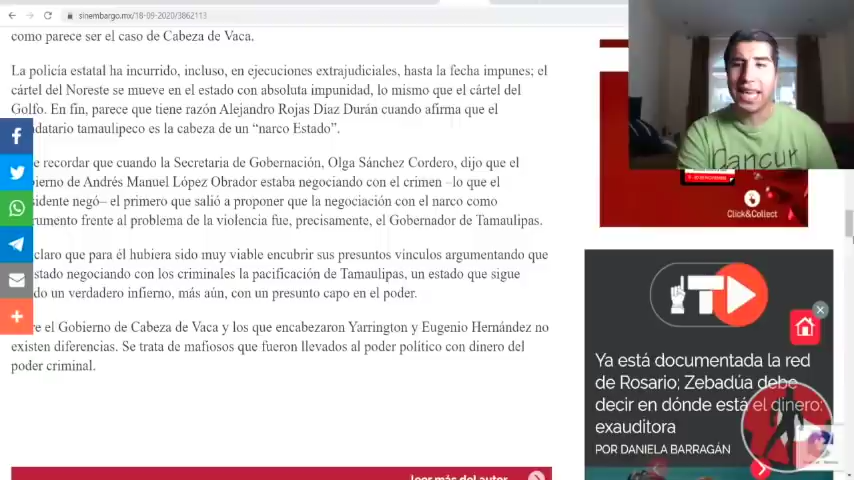 sinembargo.mx/18-09-2020/3862113
como parece ser el caso de Cabeza de Vaca.
La policía estatal ha incurrido, incluso, en ejecuciones extrajudiciales, hasta la fecha impunes; el
cártel del Noreste se mueve en el estado con absoluta impunidad, lo mismo que el cártel del
Golfo. En fin, parece que tiene razón Alejandro Rojas Díaz Durán cuando afirma que el
ndatario tamaulipeco es la cabeza de un “narco Estado”.
e recordar que cuando la Secretaria de Gobernación, Olga Sánchez Cordero, dijo que el
bierno de Andrés Manuel López Obrador estaba negociando con el crimen –lo que el
sidente negó– el primero que salió a proponer que la negociación con el narco como
rumento frente al problema de la violencia fue, precisamente, el Gobernador de Tamaulipas.
claro que para él hubiera sido muy viable encubrir sus presuntos vínculos argumentando que
stado negociando con los criminales la pacificación de Tamaulipas, un estado que sigue
do un verdadero infierno, más aún, con un presunto capo en el poder.
re el Gobierno de Cabeza de Vaca y los que encabezaron Yarrington y Eugenio Hernández no
existen diferencias. Se trata de mafiosos que fueron llevados al poder político con dinero del
poder criminal.
leer más del autor
cancun
Click&Collect
Ya está documentada la red
de Rosario; Zebadúa debe
decir en dónde está el dinero:
exauditora
POR DANIELA BARRAGÁN